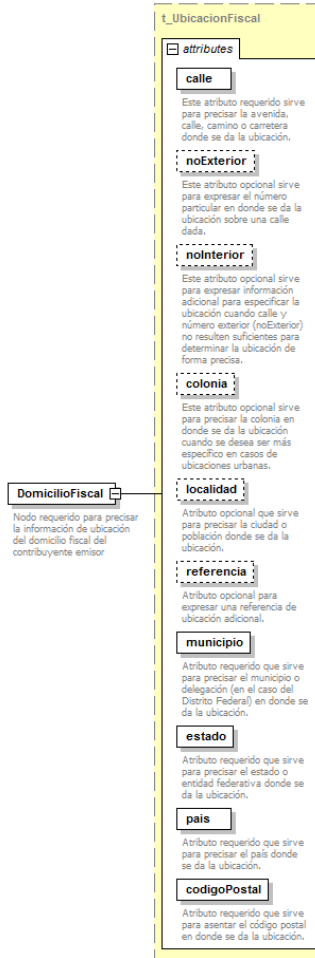 t_UbicacionFiscal
attributes
calle
Este atributo requerido sirve
para precisar la avenida,
calle, camino o carretera
donde se da la ubicación.
noExterior
Este atributo opcional sirve
para expresar el número
particular en donde se da la
ubicación sobre una calle
dada.
noInterior
Este atributo opcional sirve
para expresar información
adicional para especificar la
ubicación cuando calle y
número exterior (noExterior)
no resulten suficientes para
determinar la ubicación de
forma precisa.
colonia
Este atributo opcional sirve
para precisar la colonia en
donde se da la ubicación
cuando se desea ser más
específico en casos de
ubicaciones urbanas.
DomicilioFiscal
Nodo requerido para precisar
la información de ubicación
del domicilio fiscal del
contribuyente emisor
localidad
Atributo opcional que sirve
para precisar la ciudad o
población donde se da la
ubicación.
referencia
Atributo opcional para
expresar una referencia de
ubicación adicional.
municipio
Atributo requerido que sirve
para precisar el municipio o
delegación (en el caso del
Distrito Federal) en donde se
da la ubicación.
estado
Atributo requerido que sirve
para precisar el estado o
entidad federativa donde se
da la ubicación.
pais
Atributo requerido que sirve
para precisar el país donde
se da la ubicación.
codigoPostal
Atributo requerido que sirve
para asentar el código postal
en donde se da la ubicación.